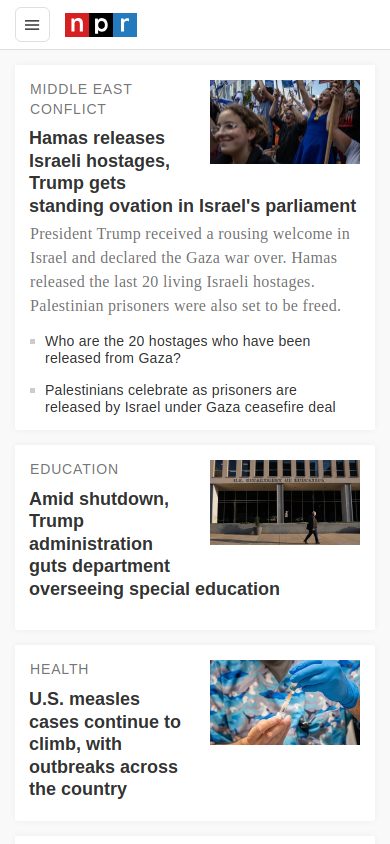 npr
MIDDLE EAST
CONFLICT
Hamas releases
Israeli hostages,
Trump gets
standing ovation in Israel's parliament
President Trump received a rousing welcome in
Israel and declared the Gaza war over. Hamas
released the last 20 living Israeli hostages.
Palestinian prisoners were also set to be freed.
Who are the 20 hostages who have been
released from Gaza?
Palestinians celebrate as prisoners are
released by Israel under Gaza ceasefire deal
EDUCATION
U.S. DEPARTMENT OF EDUCATION
Amid shutdown,
Trump
administration
guts department
overseeing special education
HEALTH
U.S. measles
cases continue to
climb, with
outbreaks across
the country